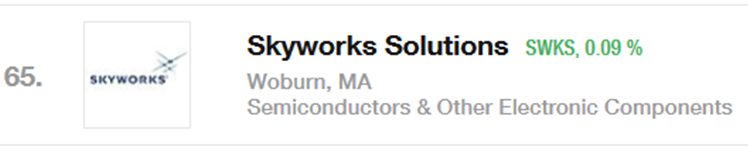 65.
SKYWORKS
Skyworks Solutions SWKS, 0.09 %
Woburn, MA
Semiconductors & Other Electronic Components